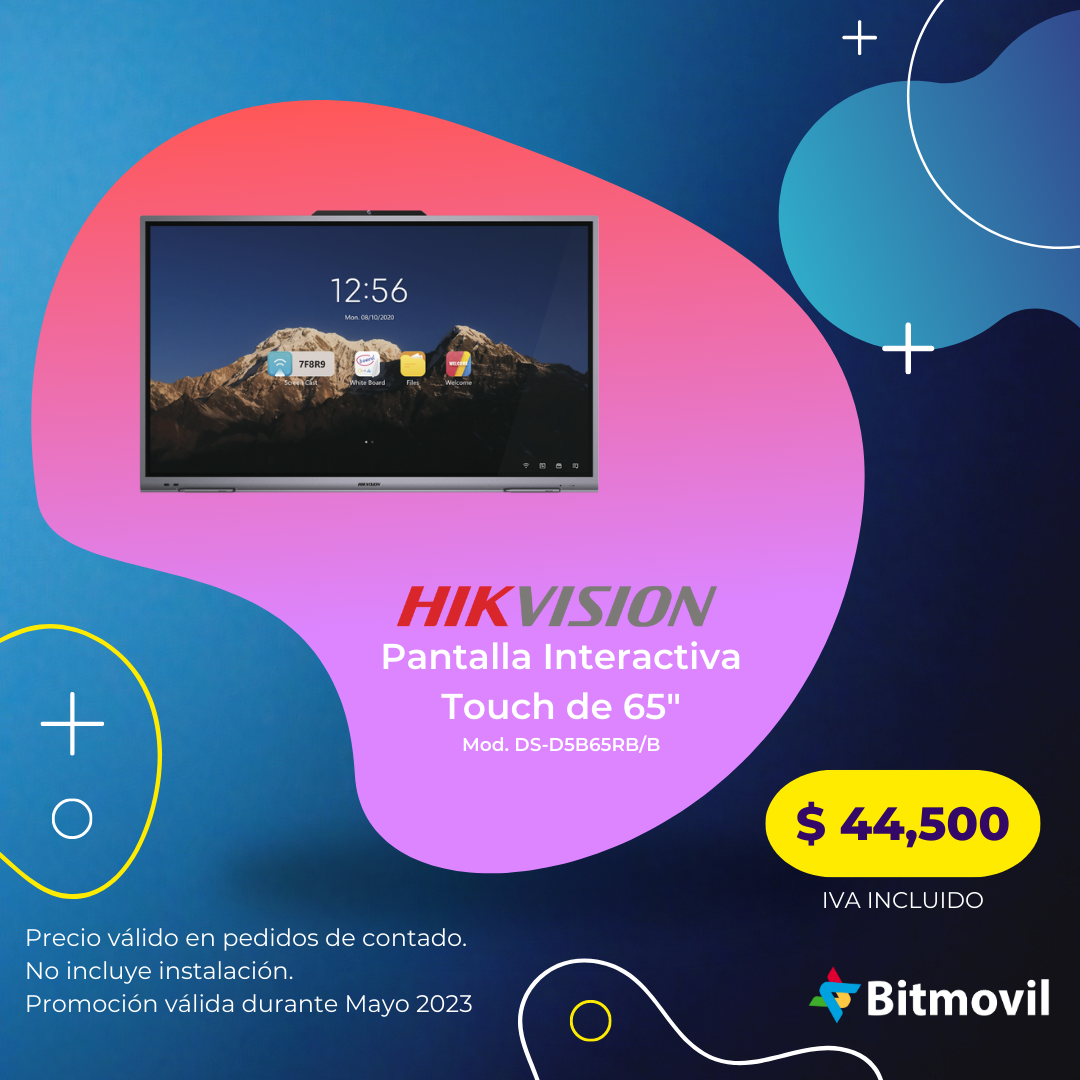 12:56
Mon. 08/10/2020
7F8R9
Screen Cast
White Board
Files
WELCOME
Welcome
HIKVISION
HIKVISION
Pantalla Interactiva
Touch de 65"
Mod. DS-D5B65RB/B
$ 44,500
IVA INCLUIDO
Precio válido en pedidos de contado.
No incluye instalación.
Promoción válida durante Mayo 2023
Bitmovil